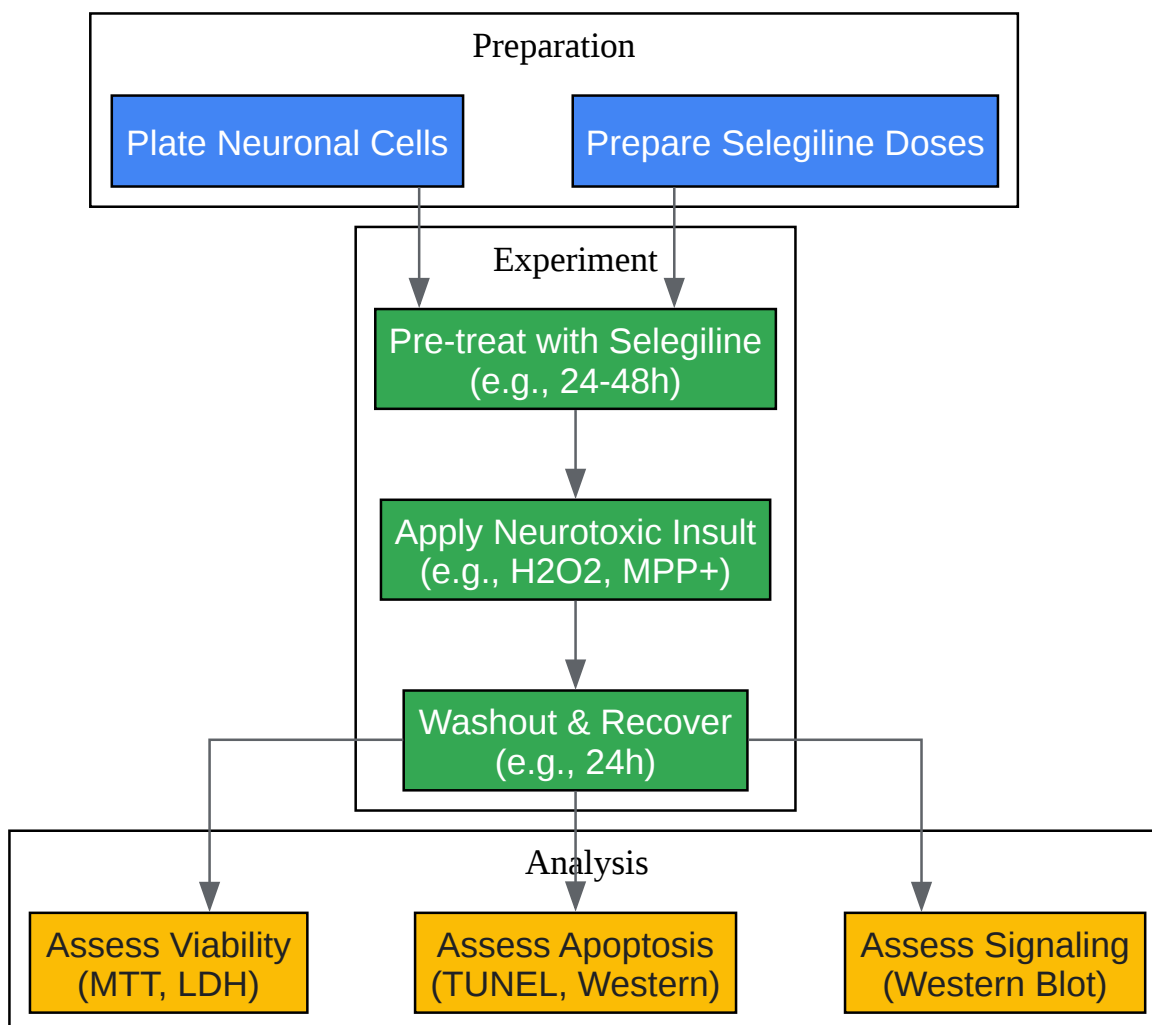 Preparation
Plate Neuronal Cells
Prepare Selegiline Doses
Experiment
Pre-treat with Selegiline
(e.g., 24-48h)
Apply Neurotoxic Insult
(e.g., H2O2, MPP+)
Washout & Recover
(e.g., 24h)
Analysis
Assess Viability
(MTT, LDH)
Assess Apoptosis
(TUNEL, Western)
Assess Signaling
(Western Blot)